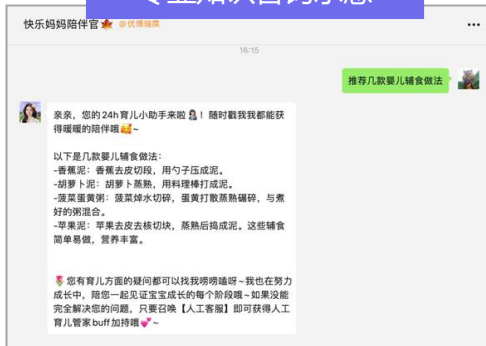 快乐妈妈陪伴官🍁 @优博瑞霂
16:15
推荐几款婴儿辅食做法
亲亲,您的24h育儿小助手来啦!随时戳我我都能获
得暖暖的陪伴哦🥰~
以下是几款婴儿辅食做法:
-香蕉泥:香蕉去皮切段,用勺子压成泥。
-胡萝卜泥:胡萝卜蒸熟,用料理棒打成泥。
-菠菜蛋黄粥:菠菜焯水切碎,蛋黄打散蒸熟碾碎,与煮
好的粥混合。
-苹果泥:苹果去皮去核切块,蒸熟后捣成泥。这些辅食
简单易做,营养丰富。
🌷您有育儿方面的疑问都可以找我唠唠嗑呀~我也在努力
成长中,陪您一起见证宝宝成长的每个阶段哦~如果没能
完全解决您的问题,只要召唤【人工客服】即可获得人工
育儿管家buff加持哦💕~